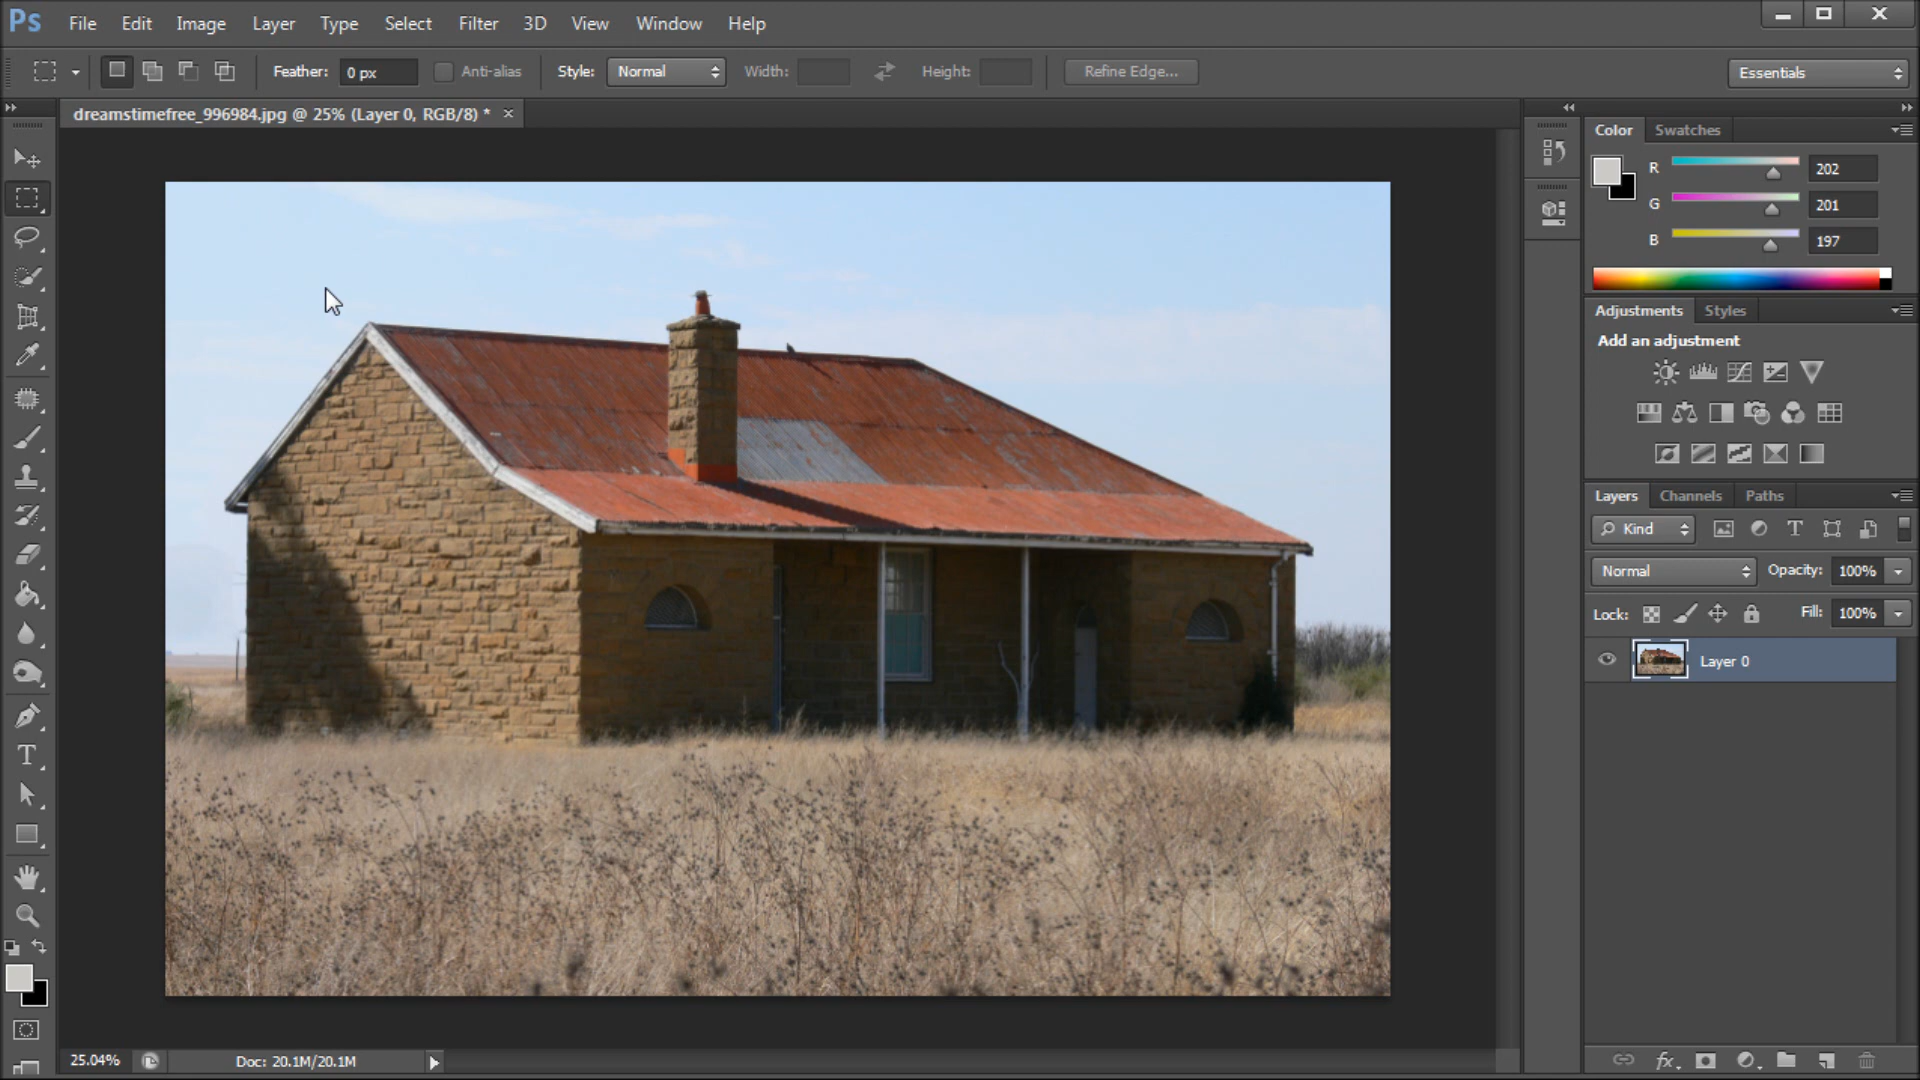 Ps File Edit Image Layer Type Select Filter 3D View Window Help
Feather: 0 px Anti-alias Style: Normal Width: Height: Refine Edge... Essentials
dreamstimefree_996984.jpg @ 25% (Layer 0, RGB/8) * ×
Color Swatches
R 202
G 201
B 197
Adjustments Styles
Add an adjustment
Layers Channels Paths
Kind T
Normal Opacity: 100%
Lock: Fill: 100%
Layer 0
T
25.04% Doc: 20.1M/20.1M
fx